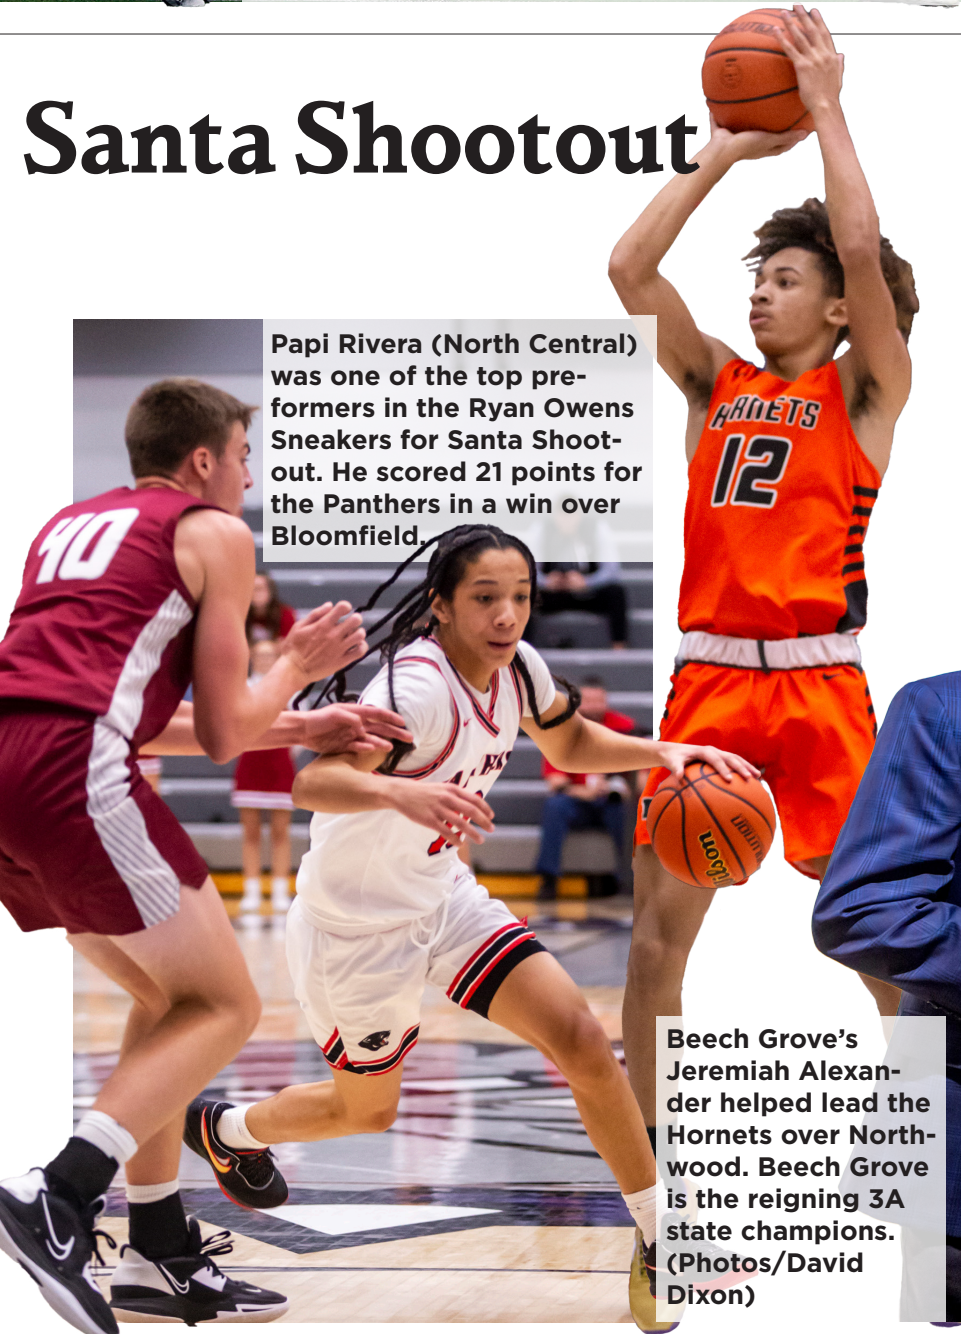 Santa Shootout
Papi Rivera (North Central)
was one of the top pre-
formers in the Ryan Owens
Sneakers for Santa Shoot-
out. He scored 21 points for
the Panthers in a win over
Bloomfield.
HORNETS
12
40
Wilson
Beech Grove’s
Jeremiah Alexan-
der helped lead the
Hornets over North-
wood. Beech Grove
is the reigning 3A
state champions.
(Photos/David
Dixon)